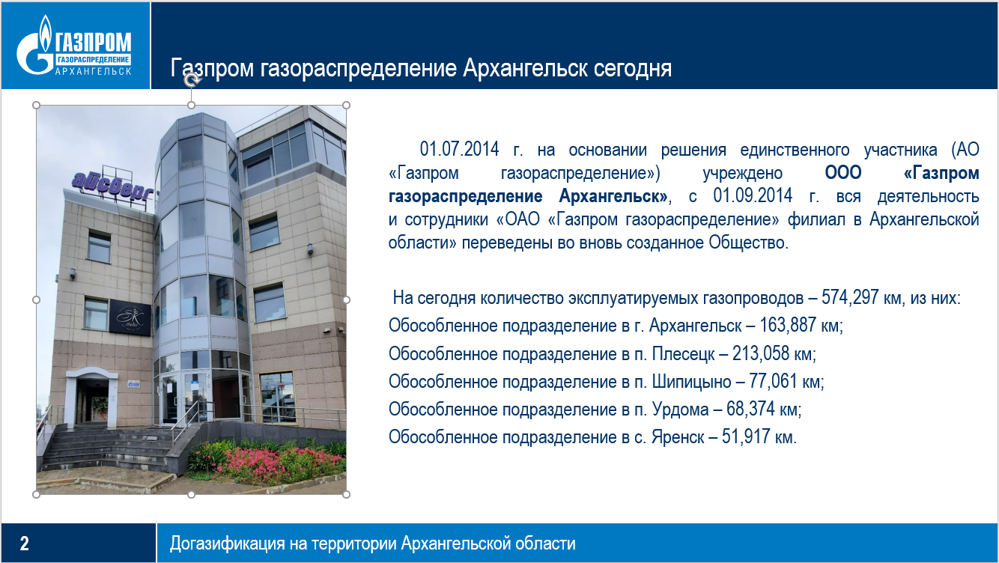 ГАЗПРОМ
ГАЗОРАСПРЕДЕЛЕНИЕ
АРХАНГЕЛЬСК
Газпром газораспределение Архангельск сегодня
айсберг
SK
studio
01.07.2014 г. на основании решения единственного участника (АО
«Газпром газораспределение») учреждено ООО «Газпром
газораспределение Архангельск», с 01.09.2014 г. вся деятельность
и сотрудники «ОАО «Газпром газораспределение» филиал в Архангельской
области» переведены во вновь созданное Общество.
На сегодня количество эксплуатируемых газопроводов – 574,297 км, из них:
Обособленное подразделение в г. Архангельск – 163,887 км;
Обособленное подразделение в п. Плесецк – 213,058 км;
Обособленное подразделение в п. Шипицыно – 77,061 км;
Обособленное подразделение в п. Урдома – 68,374 км;
Обособленное подразделение в с. Яренск – 51,917 км.
2
Догазификация на территории Архангельской области